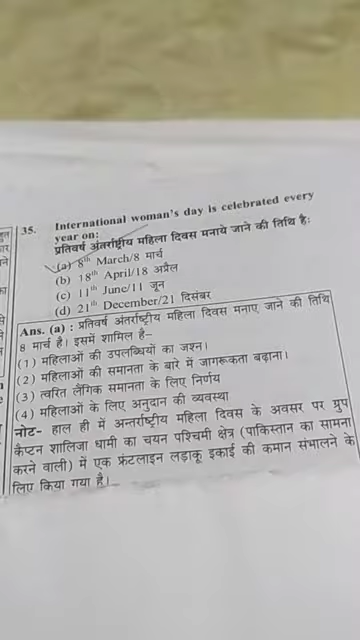 35. International woman's day is celebrated every
year on:
प्रतिवर्ष अंतर्राष्ट्रीय महिला दिवस मनाये जाने की तिथि है:
(a) 8th March/8 मार्च
(b) 18th April/18 अप्रैल
(c) 11th June/11 जून
(d) 21th December/21 दिसंबर
Ans. (a) : प्रतिवर्ष अंतर्राष्ट्रीय महिला दिवस मनाए जाने की तिथि
8 मार्च है। इसमें शामिल है–
(1) महिलाओं की उपलब्धियों का जश्न।
(2) महिलाओं की समानता के बारे में जागरूकता बढ़ाना।
(3) त्वरित लैंगिक समानता के लिए निर्णय
(4) महिलाओं के लिए अनुदान की व्यवस्था
नोट– हाल ही में अन्तर्राष्ट्रीय महिला दिवस के अवसर पर ग्रुप
कैप्टन शालिजा धामी का चयन पश्चिमी क्षेत्र (पाकिस्तान का सामना
करने वाली) में एक फ्रंटलाइन लड़ाकू इकाई की कमान संभालने के
लिए किया गया है।